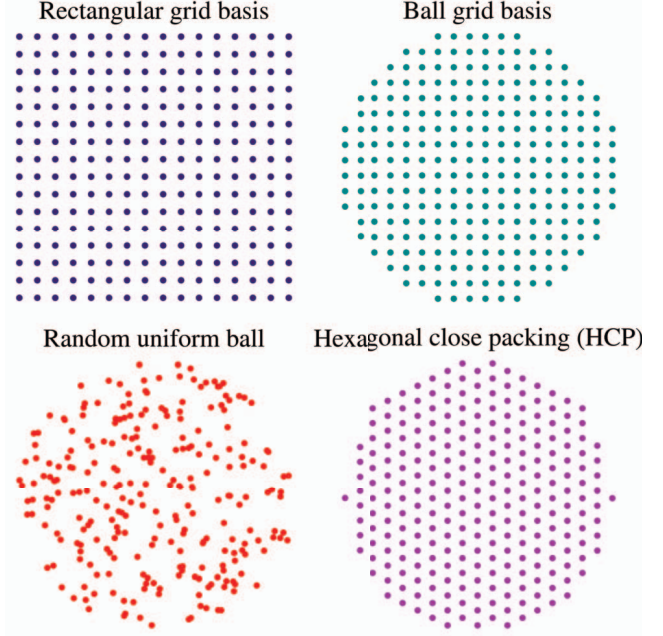 Rectangular grid basis
Ball grid basis
Random uniform ball
Hexagonal close packing (HCP)